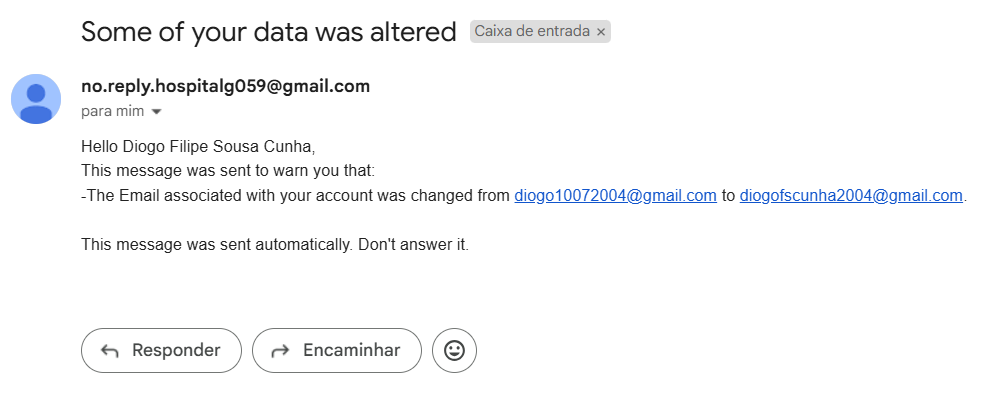 Some of your data was altered Caixa de entrada ×
no.reply.hospitalg059@gmail.com
para mim
Hello Diogo Filipe Sousa Cunha,
This message was sent to warn you that:
-The Email associated with your account was changed from diogo10072004@gmail.com to diogofscunha2004@gmail.com.
This message was sent automatically. Don't answer it.
Responder Encaminhar